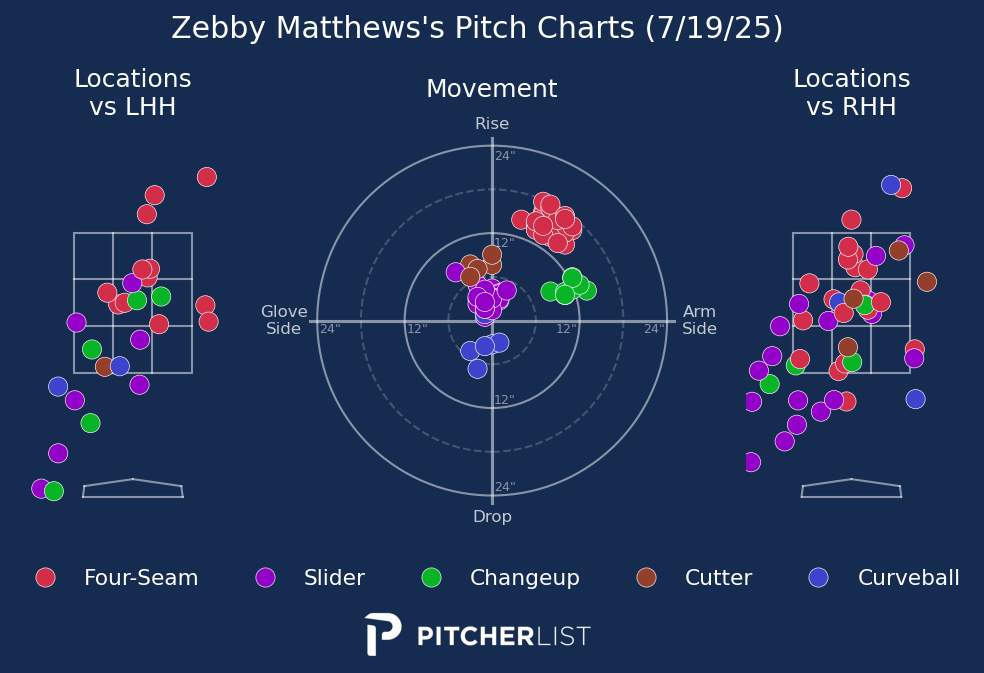 Zebby Matthews's Pitch Charts (7/19/25)
Locations
vs LHH
Movement
Locations
vs RHH
Rise
24"
12"
Glove
Side
24"
12"
12"
24"
Arm
Side
12"
24"
Drop
Four-Seam
Slider
Changeup
Cutter
Curveball
PITCHERLIST